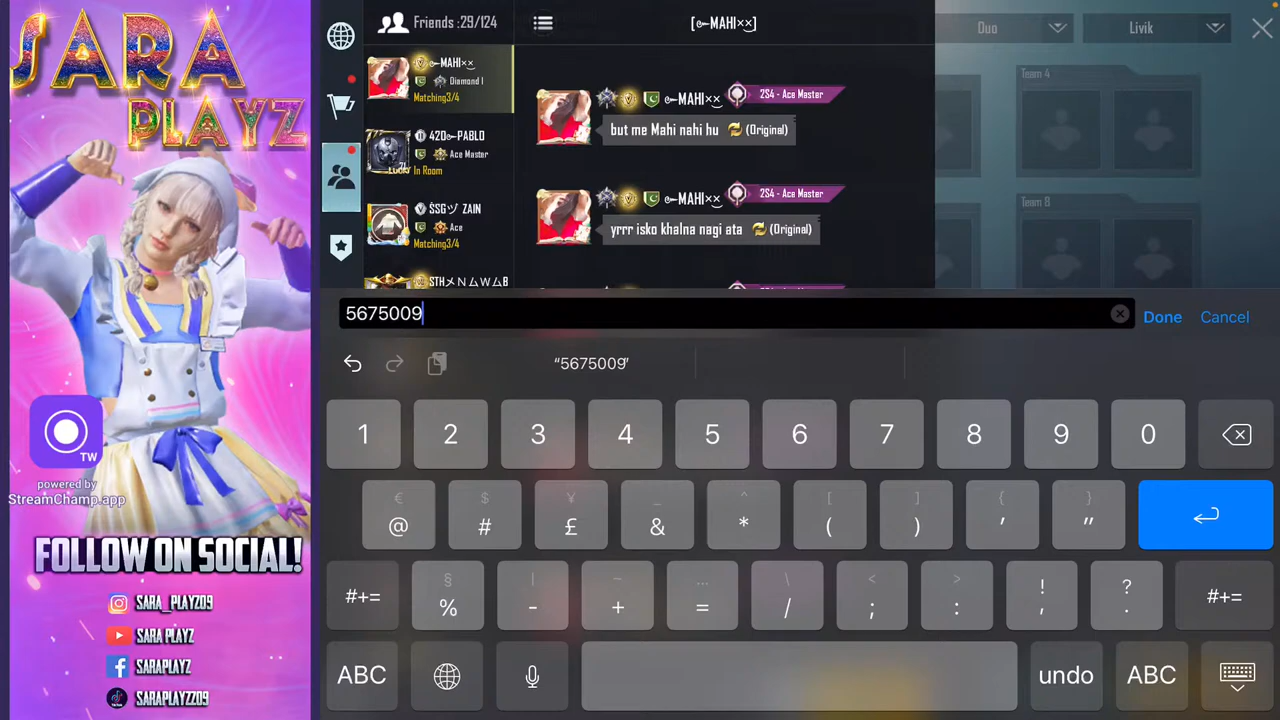 SARA
PLAYZ
TW
powered by
StreamChamp.app
FOLLOW ON SOCIAL!
SARA_PLAYZ09
SARA PLAYZ
SARAPLAYZ
SARAPLAYZZ09
Friends :29/124
MAHI××
Diamond I
Matching3/4
420 PABLO
Ace Master
In Room
SSGヅ ZAIN
Ace
Matching3/4
[MAHI××]
MAHI×× 2S4 - Ace Master
but me Mahi nahi hu (Original)
MAHI×× 2S4 - Ace Master
yrrr isko khalna nagi ata (Original)
Duo
Livik
Team 4
Team 8
5675009
Done
Cancel
“5675009”
1 2 3 4 5 6 7 8 9 0
€ $ ¥ _ ^ [ ] { }
@ # £ & * ( ) ' "
§ | ~ … \ < > ! ?
#+= % - + = / ; : , . #+=
ABC undo ABC